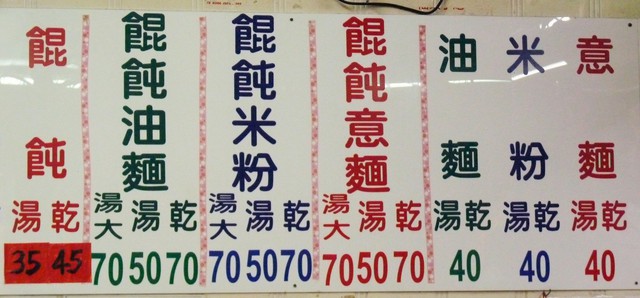 意麵
湯乾
40
米粉
湯乾
40
油麵
湯乾
40
餛飩意麵
乾 湯 湯大
70 50 70
餛飩米粉
乾 湯 湯大
70 50 70
餛飩油麵
乾 湯 湯大
70 50 70
餛飩
乾 湯
45 35